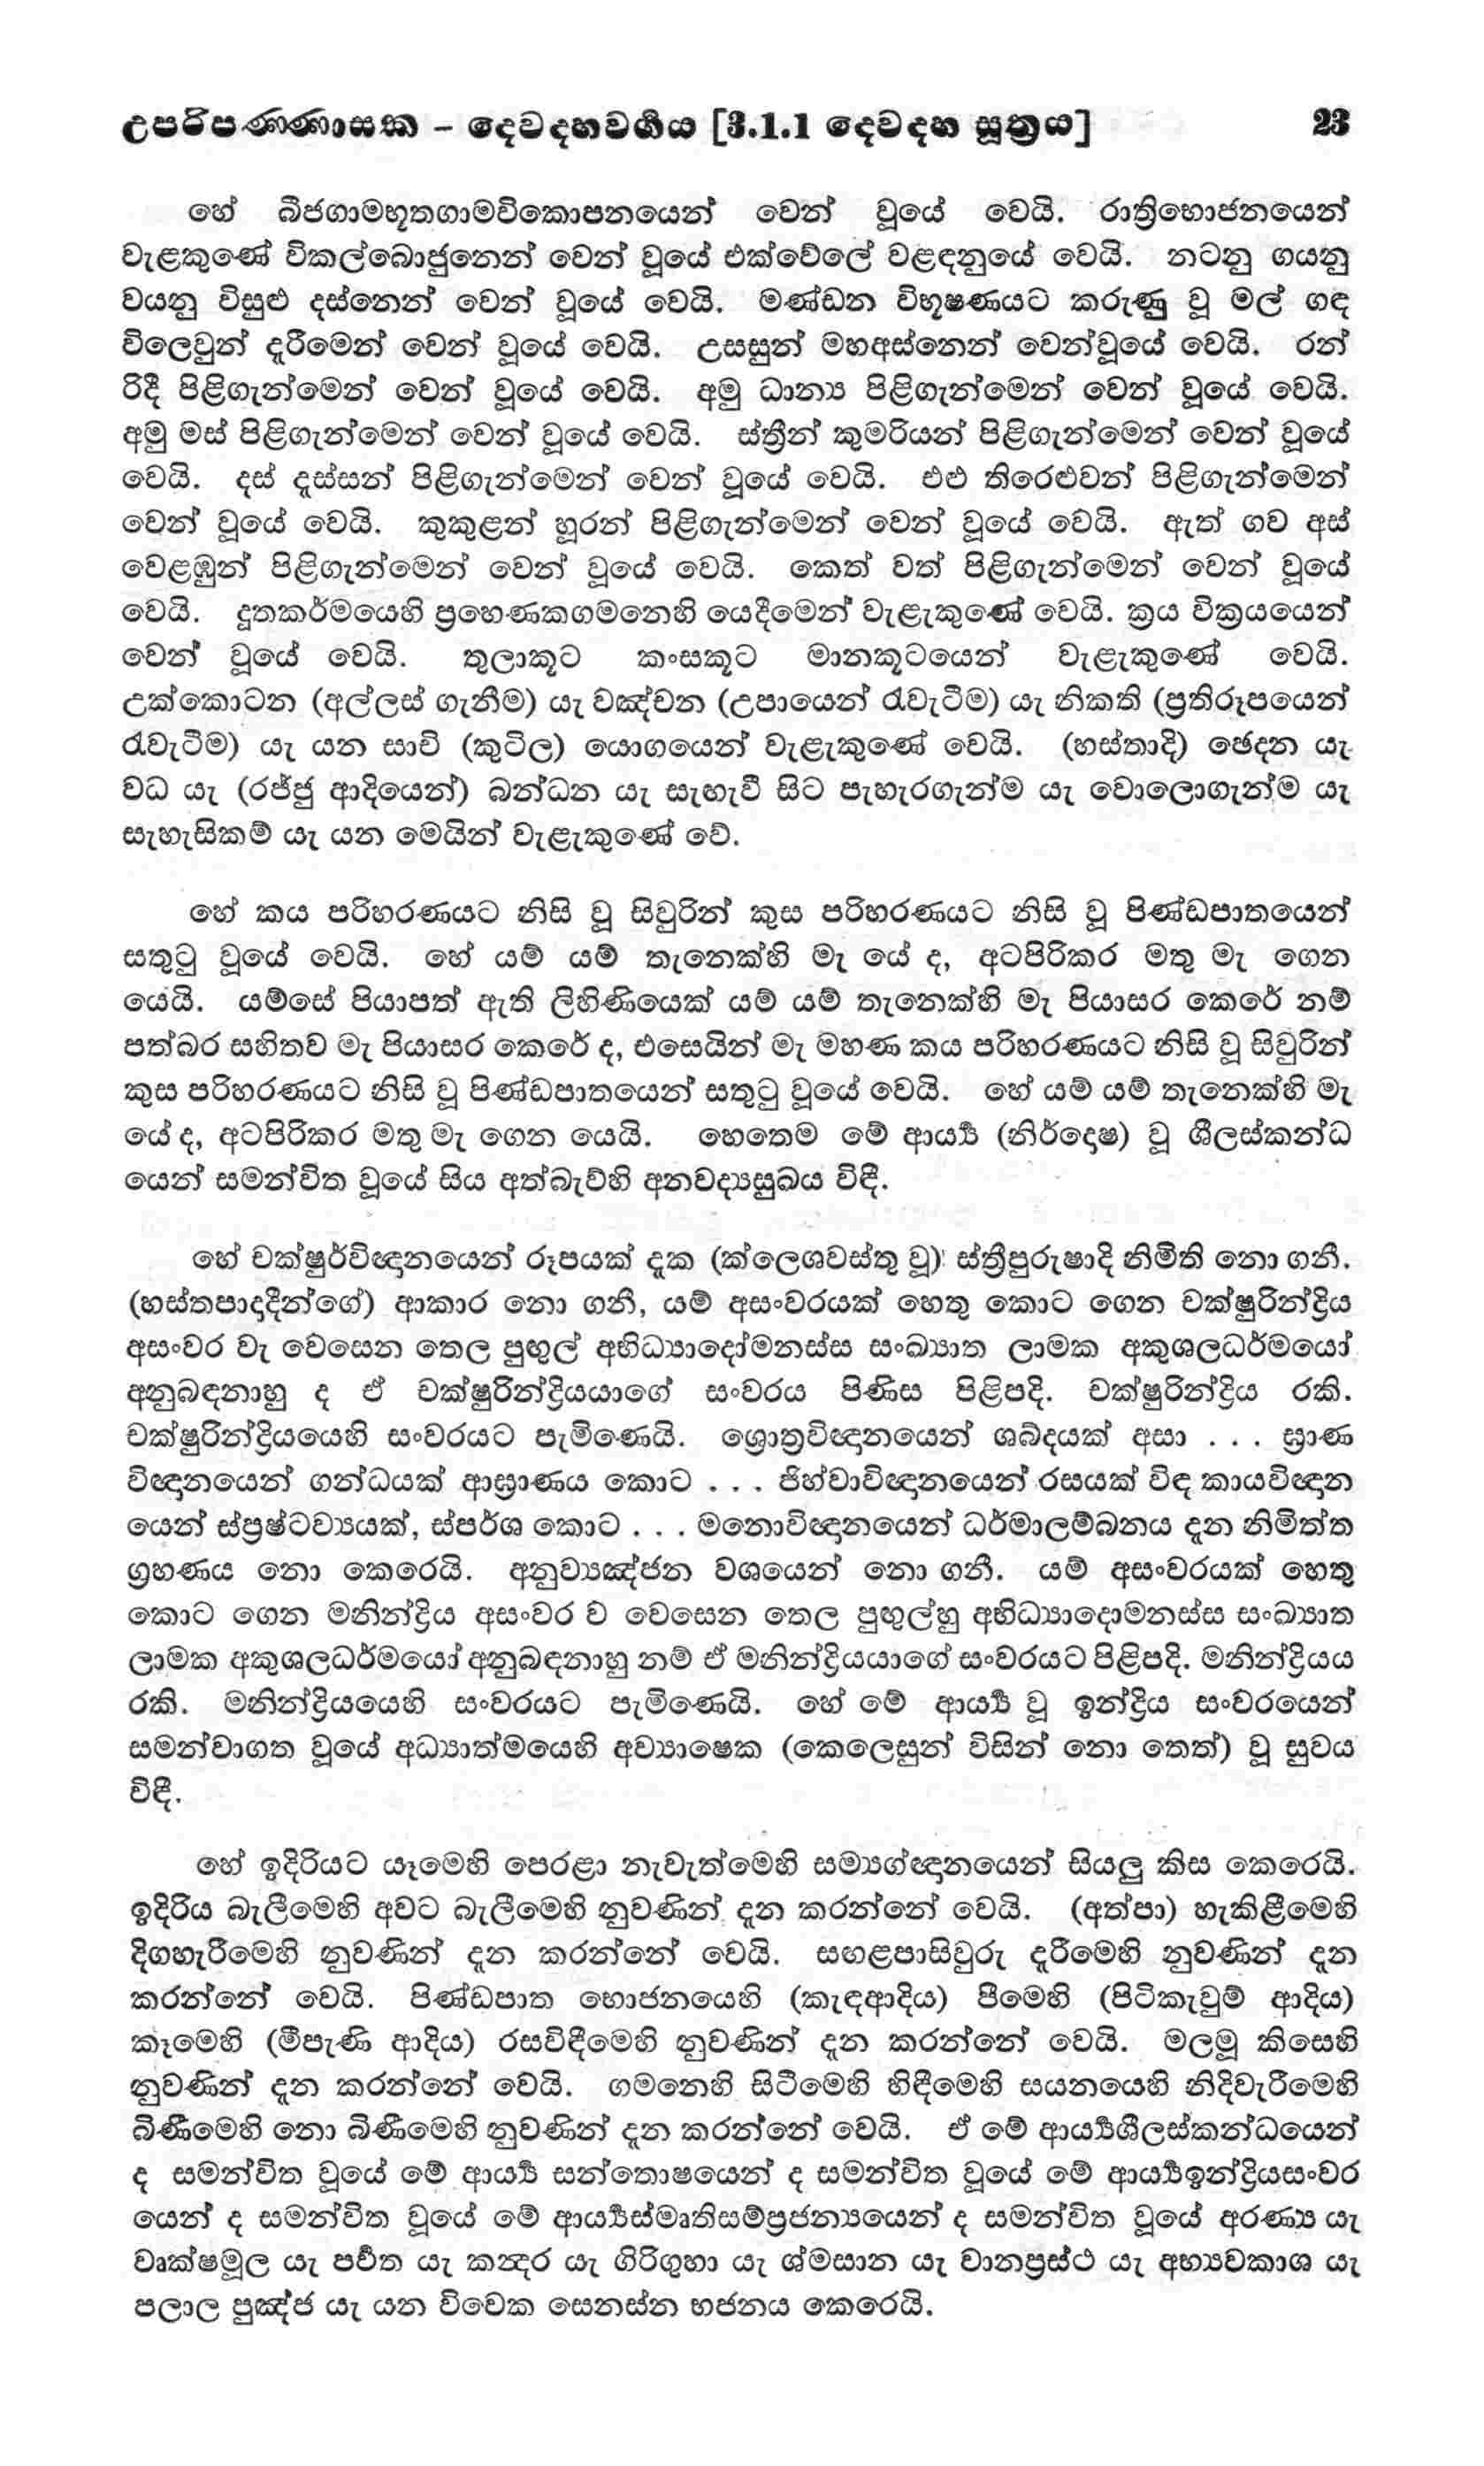 උපරිපණ්ණාසක – දෙවදහවර්‍ගය [3.1.1 දෙවදහ සූත්‍රය] 23
හේ බීජගාමභූතගාමවිකොපනයෙන් වෙන් වූයේ වෙයි. රාත්‍රිභොජනයෙන්
වැළකුණේ විකල්බොජුනෙන් වෙන් වූයේ එක්වේලේ වළඳනුයේ වෙයි. නටනු ගයනු
වයනු විසුළු දස්නෙන් වෙන් වූයේ වෙයි. මණ්ඩන විභූෂණයට කරුණු වූ මල් ගඳ
විලෙවුන් දැරීමෙන් වෙන් වූයේ වෙයි. උසසුන් මහඅස්නෙන් වෙන්වූයේ වෙයි. රන්
රිදී පිළිගැන්මෙන් වෙන් වූයේ වෙයි. අමු ධාන්‍ය පිළිගැන්මෙන් වෙන් වූයේ වෙයි.
අමු මස් පිළිගැන්මෙන් වෙන් වූයේ වෙයි. ස්ත්‍රීන් කුමරියන් පිළිගැන්මෙන් වෙන් වූයේ
වෙයි. දස් දැස්සන් පිළිගැන්මෙන් වෙන් වූයේ වෙයි. එළු තිරෙළුවන් පිළිගැන්මෙන්
වෙන් වූයේ වෙයි. කුකුළන් හූරන් පිළිගැන්මෙන් වෙන් වූයේ වෙයි. ඇත් ගව අස්
වෙළඹුන් පිළිගැන්මෙන් වෙන් වූයේ වෙයි. කෙත් වත් පිළිගැන්මෙන් වෙන් වූයේ
වෙයි. දූතකර්මයෙහි ප්‍රහෙණකගමනෙහි යෙදීමෙන් වැළැකුණේ වෙයි. ක්‍රය වික්‍රයයෙන්
වෙන් වූයේ වෙයි. තුලාකූට කංසකූට මානකූටයෙන් වැළැකුණේ වෙයි.
උක්කොටන (අල්ලස් ගැනීම) යැ වඤ්චන (උපායෙන් රැවැටීම) යැ නිකති (ප්‍රතිරූපයෙන්
රැවැටීම) යැ යන සාචි (කුටිල) යොගයෙන් වැළැකුණේ වෙයි. (හස්තාදි) ඡෙදන යැ
වධ යැ (රජ්ජු ආදියෙන්) බන්ධන යැ සැඟැවී සිට පැහැරගැන්ම යැ වොලොගැන්ම යැ
සැහැසිකම් යැ යන මෙයින් වැළැකුණේ වේ.
හේ කය පරිහරණයට නිසි වූ සිවුරින් කුස පරිහරණයට නිසි වූ පිණ්ඩපාතයෙන්
සතුටු වූයේ වෙයි. හේ යම් යම් තැනෙක්හි මැ යේ ද, අටපිරිකර මතු මැ ගෙන
යෙයි. යම්සේ පියාපත් ඇති ලිහිණියෙක් යම් යම් තැනෙක්හි මැ පියාසර කෙරේ නම්
පත්බර සහිතව මැ පියාසර කෙරේ ද, එසෙයින් මැ මහණ කය පරිහරණයට නිසි වූ සිවුරින්
කුස පරිහරණයට නිසි වූ පිණ්ඩපාතයෙන් සතුටු වූයේ වෙයි. හේ යම් යම් තැනෙක්හි මැ
යේ ද, අටපිරිකර මතු මැ ගෙන යෙයි. හෙතෙම මේ ආර්‍ය්‍ය (නිර්දොෂ) වූ ශීලස්කන්ධ
යෙන් සමන්විත වූයේ සිය අත්බැව්හි අනවද්‍යසුඛය විඳී.
හේ චක්ෂුර්විඥානයෙන් රූපයක් දැක (ක්ලෙශවස්තු වූ) ස්ත්‍රීපුරුෂාදි නිමිති නො ගනී.
(හස්තපාදාදීන්ගේ) ආකාර නො ගනී, යම් අසංවරයක් හෙතු කොට ගෙන චක්ෂුරින්ද්‍රිය
අසංවර වැ වෙසෙන තෙල පුඟුල් අභිධ්‍යාදෝමනස්ස සංඛ්‍යාත ලාමක අකුශලධර්මයෝ
අනුබඳනාහු ද ඒ චක්ෂුරින්ද්‍රියයාගේ සංවරය පිණිස පිළිපදි. චක්ෂුරින්ද්‍රිය රකි.
චක්ෂුරින්ද්‍රියයෙහි සංවරයට පැමිණෙයි. ශ්‍රොත්‍රවිඥානයෙන් ශබ්දයක් අසා . . . ඝ්‍රාණ
විඥානයෙන් ගන්ධයක් ආඝ්‍රාණය කොට . . . ජිහ්වාවිඥානයෙන් රසයක් විඳ කායවිඥාන
යෙන් ස්ප්‍රෂ්ටව්‍යයක්, ස්පර්ශ කොට . . . මනොවිඥානයෙන් ධර්මාලම්බනය දැන නිමිත්ත
ග්‍රහණය නො කෙරෙයි. අනුව්‍යඤ්ජන වශයෙන් නො ගනී. යම් අසංවරයක් හෙතු
කොට ගෙන මනින්ද්‍රිය අසංවර ව වෙසෙන තෙල පුඟුල්හු අභිධ්‍යාදොමනස්ස සංඛ්‍යාත
ලාමක අකුශලධර්මයෝ අනුබඳනාහු නම් ඒ මනින්ද්‍රියයාගේ සංවරයට පිළිපදි. මනින්ද්‍රියය
රකි. මනින්ද්‍රියයෙහි සංවරයට පැමිණෙයි. හේ මේ ආර්‍ය්‍ය වූ ඉන්ද්‍රිය සංවරයෙන්
සමන්වාගත වූයේ අධ්‍යාත්මයෙහි අව්‍යාෂෙක (කෙලෙසුන් විසින් නො තෙත්) වූ සුවය
විඳී.
හේ ඉදිරියට යෑමෙහි පෙරළා නැවැත්මෙහි සම්‍යග්ඥානයෙන් සියලු කිස කෙරෙයි.
ඉදිරිය බැලීමෙහි අවට බැලීමෙහි නුවණින් දැන කරන්නේ වෙයි. (අත්පා) හැකිළීමෙහි
දිගහැරීමෙහි නුවණින් දැන කරන්නේ වෙයි. සඟළපාසිවුරු දැරීමෙහි නුවණින් දැන
කරන්නේ වෙයි. පිණ්ඩපාත භොජනයෙහි (කැඳආදිය) පීමෙහි (පිටිකැවුම් ආදිය)
කෑමෙහි (මීපැණි ආදිය) රසවිඳීමෙහි නුවණින් දැන කරන්නේ වෙයි. මලමූ කිසෙහි
නුවණින් දැන කරන්නේ වෙයි. ගමනෙහි සිටීමෙහි හිඳීමෙහි සයනයෙහි නිදිවැරීමෙහි
බිණීමෙහි නො බිණීමෙහි නුවණින් දැන කරන්නේ වෙයි. ඒ මේ ආර්‍ය්‍යශීලස්කන්ධයෙන්
ද සමන්විත වූයේ මේ ආර්‍ය්‍ය සන්තොෂයෙන් ද සමන්විත වූයේ මේ ආර්‍ය්‍යඉන්ද්‍රියසංවර
යෙන් ද සමන්විත වූයේ මේ ආර්‍ය්‍යස්මෘතිසම්ප්‍රජන්‍යයෙන් ද සමන්විත වූයේ අරණ්‍ය යැ
වෘක්ෂමූල යැ පර්‍වත යැ කන්‍දර යැ ගිරිගුහා යැ ශ්මසාන යැ වානප්‍රස්ථ යැ අභ්‍යවකාශ යැ
පලාල පුඤ්ජ යැ යන විවෙක සෙනස්න භජනය කෙරෙයි.